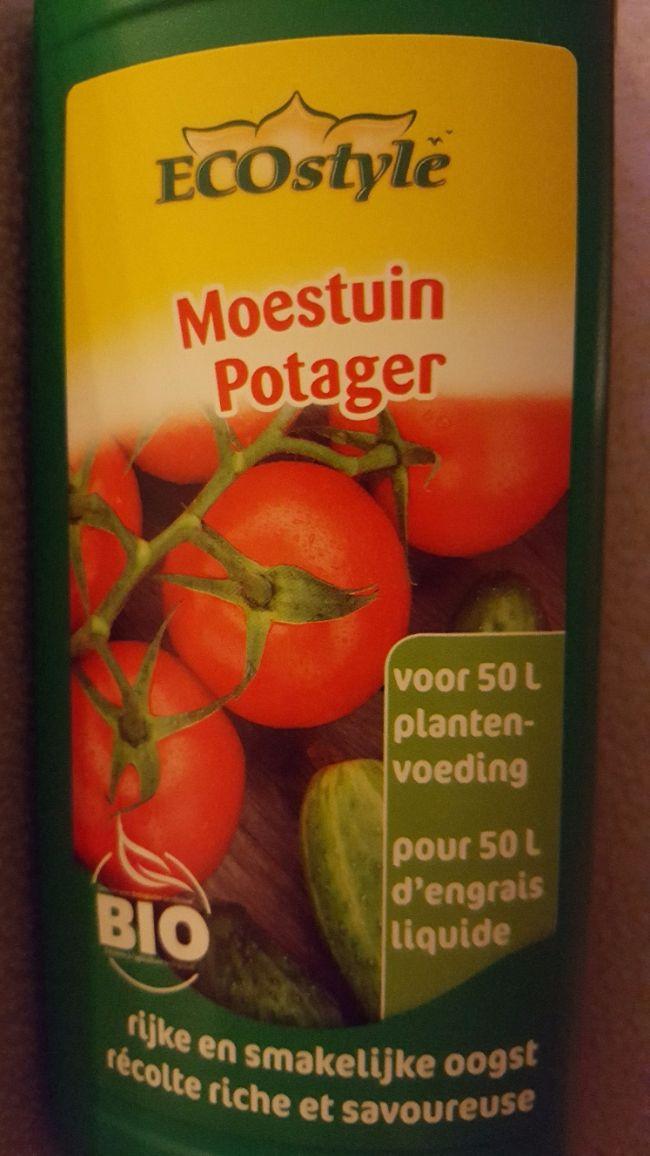 ECOstyle
Moestuin
Potager
voor 50 L
planten-
voeding
pour 50 L
d'engrais
liquide
BIO
rijke en smakelijke oogst
récolte riche et savoureuse